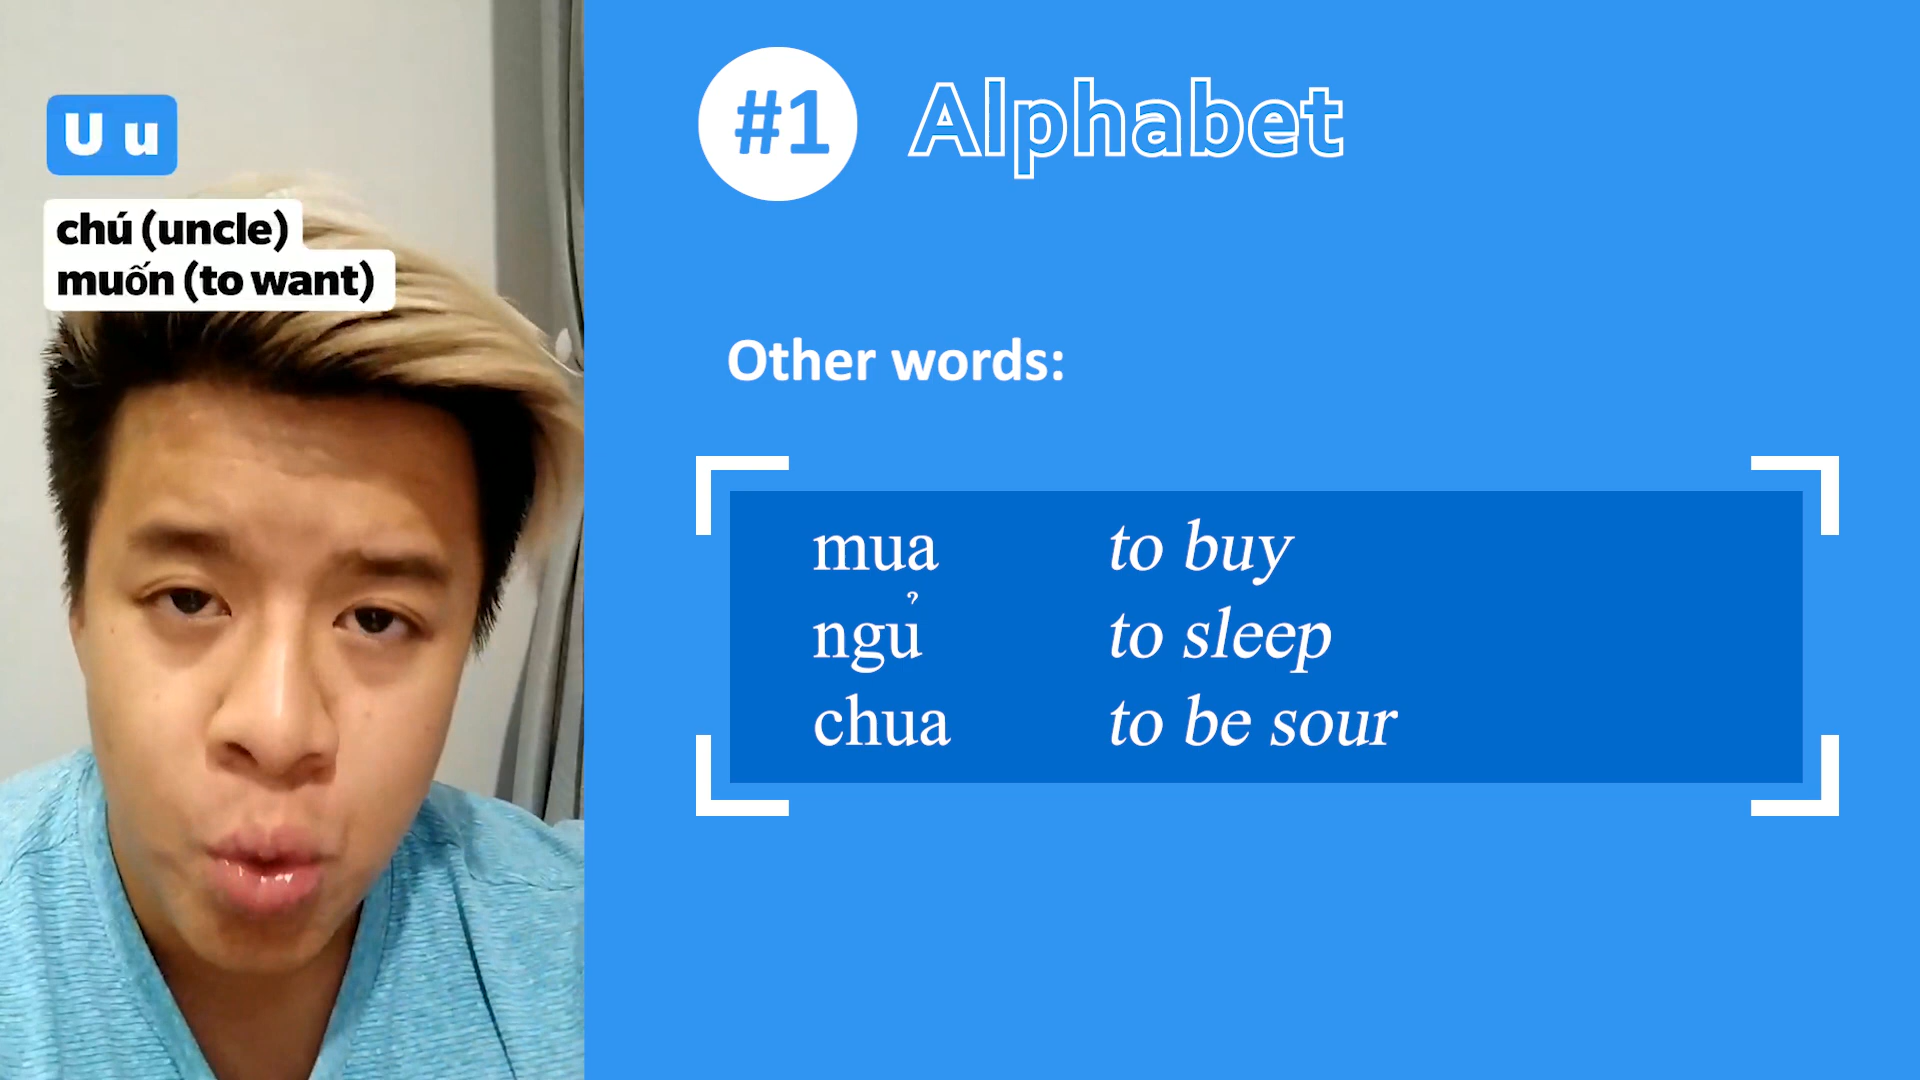 U u
chú (uncle)
muốn (to want)
#1 Alphabet
Other words:
mua to buy
ngủ to sleep
chua to be sour